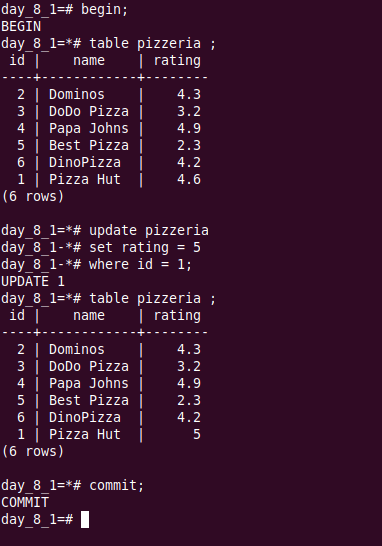 day_8_1=# begin;
BEGIN
day_8_1=*# table pizzeria ;
 id |    name    | rating 
----+------------+--------
  2 | Dominos    |    4.3
  3 | DoDo Pizza |    3.2
  4 | Papa Johns |    4.9
  5 | Best Pizza |    2.3
  6 | DinoPizza  |    4.2
  1 | Pizza Hut  |    4.6
(6 rows)

day_8_1=*# update pizzeria
day_8_1-*# set rating = 5
day_8_1-*# where id = 1;
UPDATE 1
day_8_1=*# table pizzeria ;
 id |    name    | rating 
----+------------+--------
  2 | Dominos    |    4.3
  3 | DoDo Pizza |    3.2
  4 | Papa Johns |    4.9
  5 | Best Pizza |    2.3
  6 | DinoPizza  |    4.2
  1 | Pizza Hut  |      5
(6 rows)

day_8_1=*# commit;
COMMIT
day_8_1=#